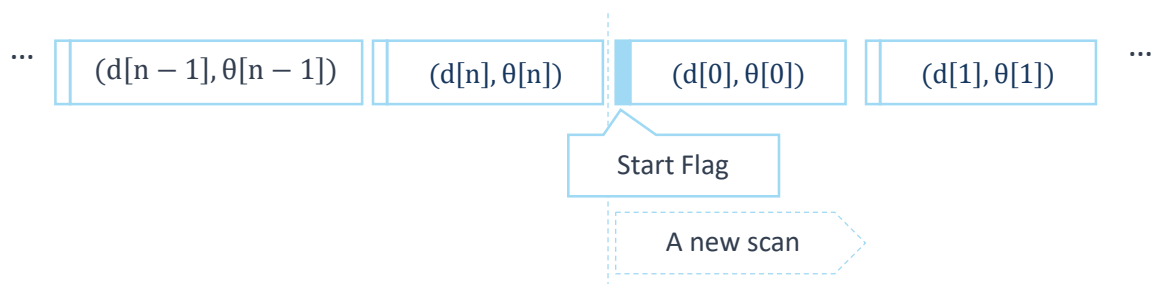 ... (d[n − 1], θ[n − 1]) (d[n], θ[n]) (d[0], θ[0]) (d[1], θ[1]) ...
Start Flag
A new scan